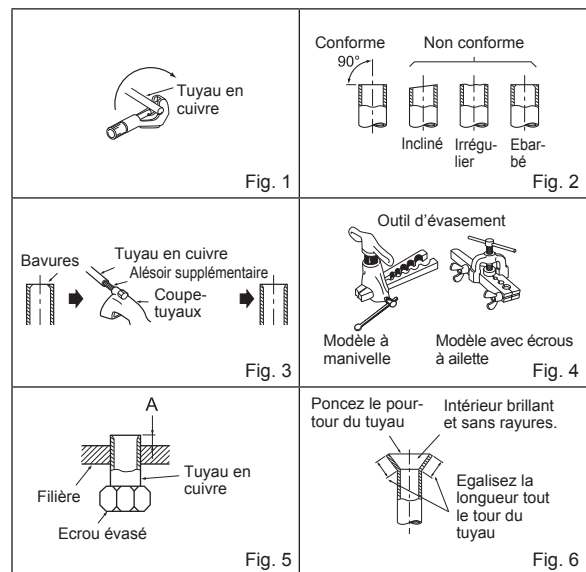 Tuyau en
cuivre
Fig. 1
Conforme
Non conforme
90°
Incliné
Irrégu-
lier
Ebar-
bé
Fig. 2
Bavures
Tuyau en cuivre
Alésoir supplémentaire
Coupe-
tuyaux
Fig. 3
Outil d’évasement
Modèle à
manivelle
Modèle avec écrous
à ailette
Fig. 4
A
Filière
Tuyau en
cuivre
Ecrou évasé
Fig. 5
Poncez le pour-
tour du tuyau
Intérieur brillant
et sans rayures.
Egalisez la
longueur tout
le tour du
tuyau
Fig. 6